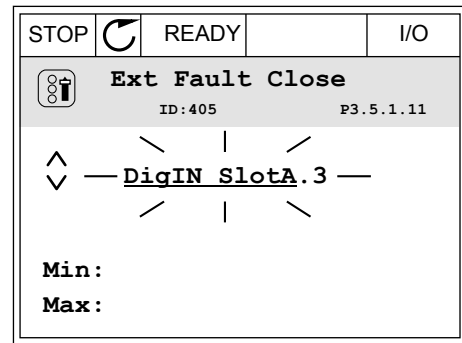 STOP READY I/O
Ext Fault Close
ID:405 P3.5.1.11
DigIN SlotA.3
Min:
Max: